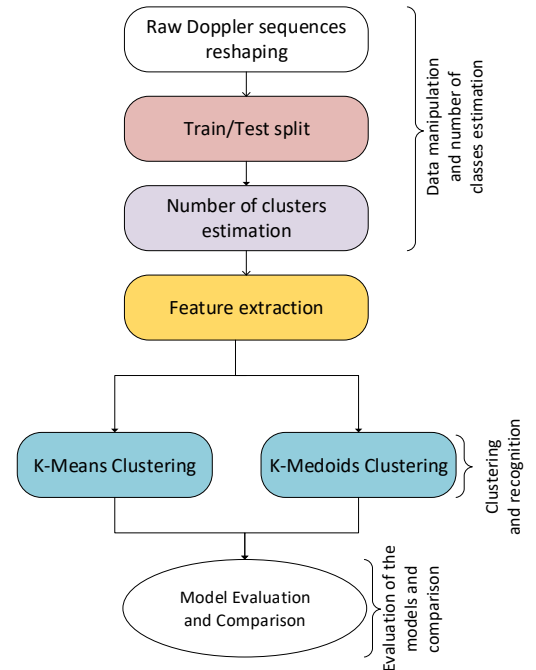 Raw Doppler sequences
reshaping
Train/Test split
Number of clusters
estimation
Data manipulation
and number of
classes estimation
Feature extraction
K-Means Clustering
K-Medoids Clustering
Clustering
and recognition
Model Evaluation
and Comparison
Evaluation of the
models and
comparison